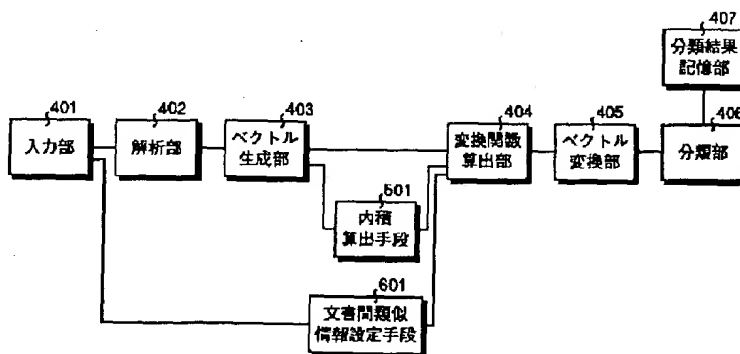 407
分類結果
記憶部
401
入力部
402
解析部
403
ベクトル
生成部
404
変換関数
算出部
405
ベクトル
変換部
406
分類部
501
内積
算出手段
601
文書間類似
情報設定手段